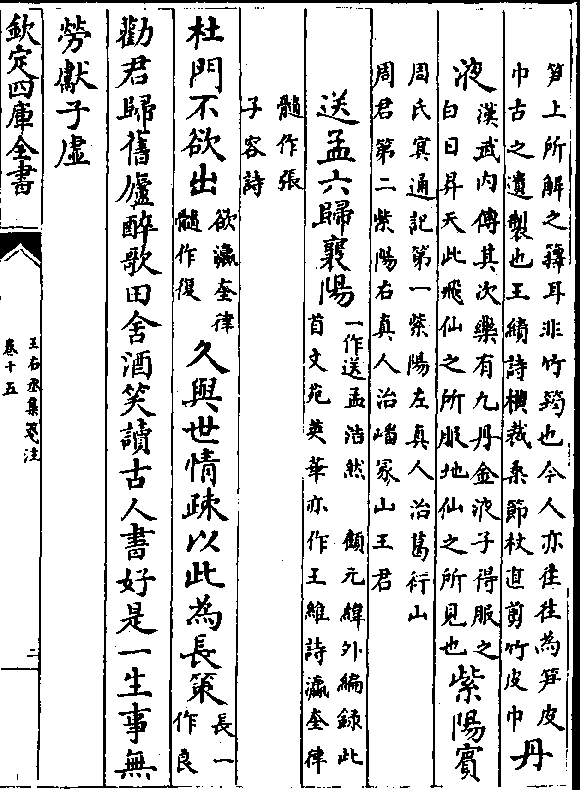 笋上所解之籜耳非竹籜也今人亦往往為笋皮
巾古之遺製也王績詩橫裁桑節杖直剪竹皮巾
丹
液
漢武内傳其次藥有九丹金液子得服之
白日昇天此飛仙之所服地仙之所見也
紫陽賓
周氏冥通記第一紫陽左真人治葛衍山
周君第二紫陽右真人治嶓冢山王君
送孟六歸襄陽
一作送孟浩然 顧元緯外編録此
首文苑英華亦作王維詩瀛奎律
髓作張
子容詩
杜門不欲出
欲瀛奎律
髓作復
久與世情疎以此為長策
長一
作良
勸君歸舊廬醉歌田舍酒笑讀古人書好是一生事無
勞獻子虛
欽定四庫全書
王右丞集箋注
卷十五
二